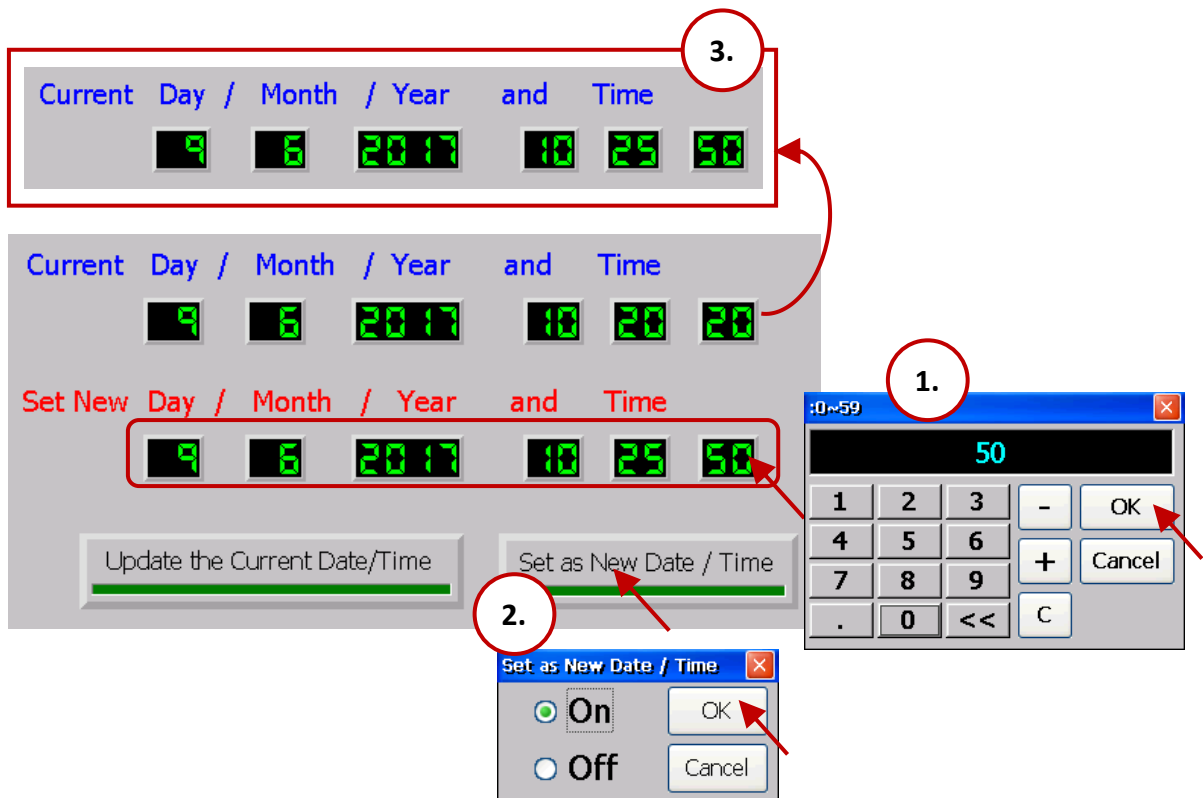 3.
Current Day / Month / Year and Time
9 6 2017 10 25 50
Current Day / Month / Year and Time
9 6 2017 10 20 20
Set New Day / Month / Year and Time
9 6 2017 10 25 50
Update the Current Date/Time
Set as New Date / Time
1.
:0~59
50
1 2 3 - OK
4 5 6
+ Cancel
7 8 9
. 0 << C
2.
Set as New Date / Time
On OK
Off Cancel